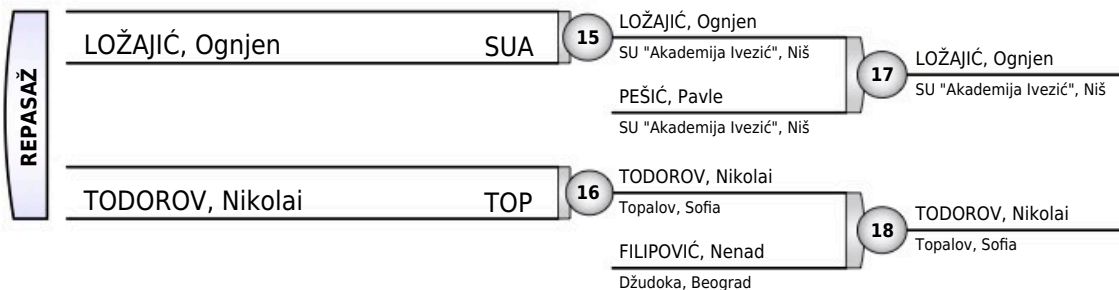 REPASAŽ
LOŽAJIĆ, Ognjen SUA
15
LOŽAJIĆ, Ognjen
SU "Akademija Ivezić", Niš
PEŠIĆ, Pavle
SU "Akademija Ivezić", Niš
17
LOŽAJIĆ, Ognjen
SU "Akademija Ivezić", Niš
TODOROV, Nikolai TOP
16
TODOROV, Nikolai
Topalov, Sofia
FILIPOVIĆ, Nenad
Džudoka, Beograd
18
TODOROV, Nikolai
Topalov, Sofia